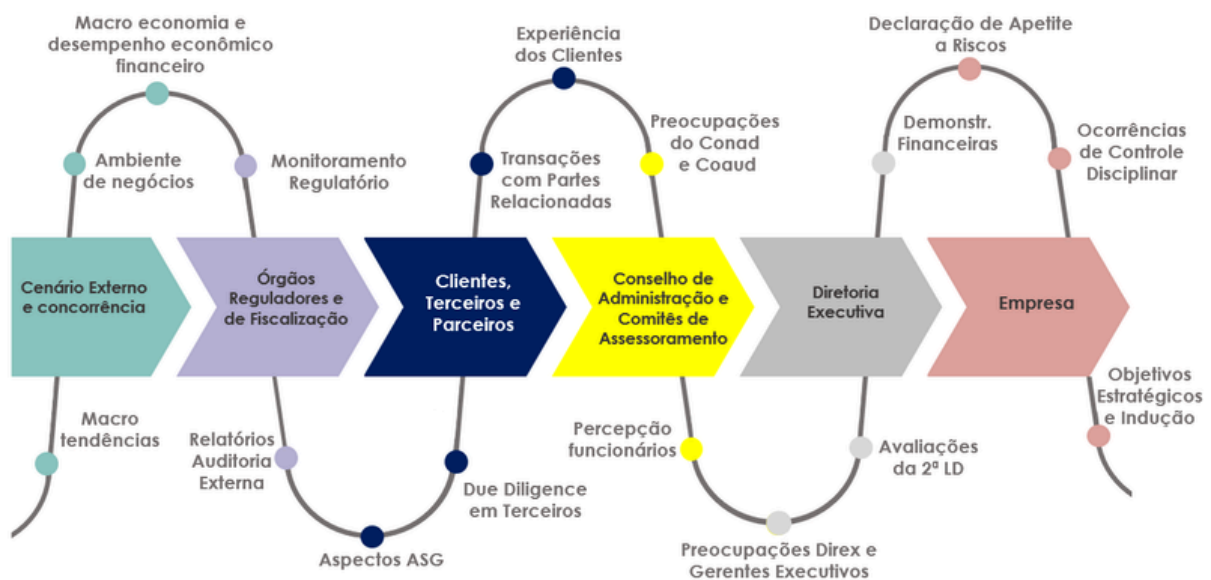 Macro economia e
desempenho econômico
financeiro
Experiência
dos Clientes
Declaração de Apetite
a Riscos
Ambiente
de negócios
Monitoramento
Regulatório
Transações
com Partes
Relacionadas
Preocupações
do Conad
e Coaud
Demonstr.
Financeiras
Ocorrências
de Controle
Disciplinar
Cenário Externo
e concorrência
Órgãos
Reguladores e
de Fiscalização
Clientes,
Terceiros e
Parceiros
Conselho de
Administração e
Comitês de
Assessoramento
Diretoria
Executiva
Empresa
Macro
tendências
Relatórios
Auditoria
Externa
Aspectos ASG
Due Diligence
em Terceiros
Percepção
funcionários
Preocupações Direx e
Gerentes Executivos
Avaliações
da 2ª LD
Objetivos
Estratégicos
e Indução